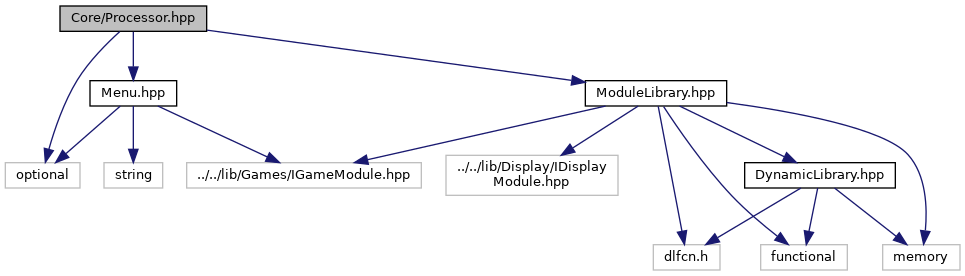 Core/Processor.hpp
Menu.hpp
ModuleLibrary.hpp
optional
string
../../lib/Games/IGameModule.hpp
../../lib/Display/IDisplay
Module.hpp
DynamicLibrary.hpp
dlfcn.h
functional
memory